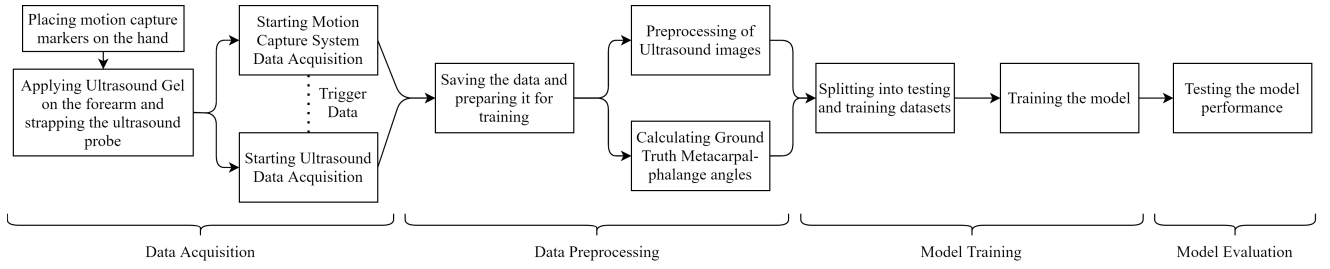 Placing motion capture
markers on the hand
Applying Ultrasound Gel
on the forearm and
strapping the ultrasound
probe
Starting Motion
Capture System
Data Acquisition
Trigger
Data
Starting Ultrasound
Data Acquisition
Saving the data and
preparing it for
training
Preprocessing of
Ultrasound images
Calculating Ground
Truth Metacarpal-
phalange angles
Splitting into testing
and training datasets
Training the model
Testing the model
performance
Data Acquisition
Data Preprocessing
Model Training
Model Evaluation